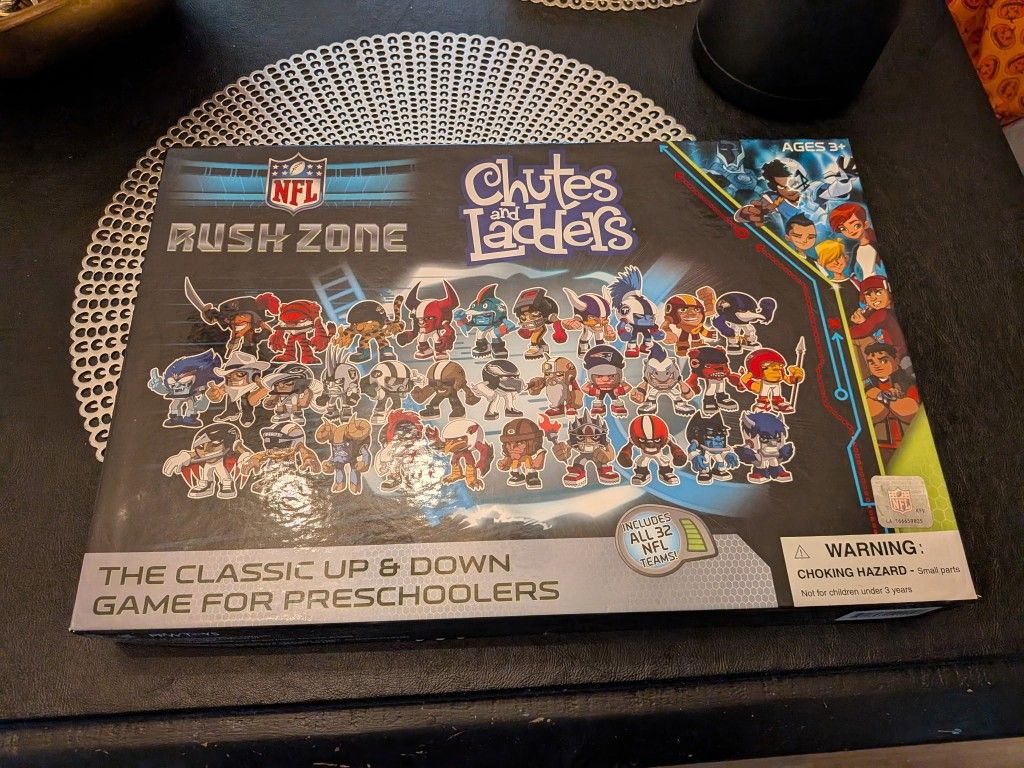 NFL
RUSH ZONE
Chutes
and
Ladders
AGES 3+
INCLUDES
ALL 32
NFL
TEAMS!
NFL
THE CLASSIC UP & DOWN
GAME FOR PRESCHOOLERS
⚠ WARNING:
CHOKING HAZARD - Small parts
Not for children under 3 years